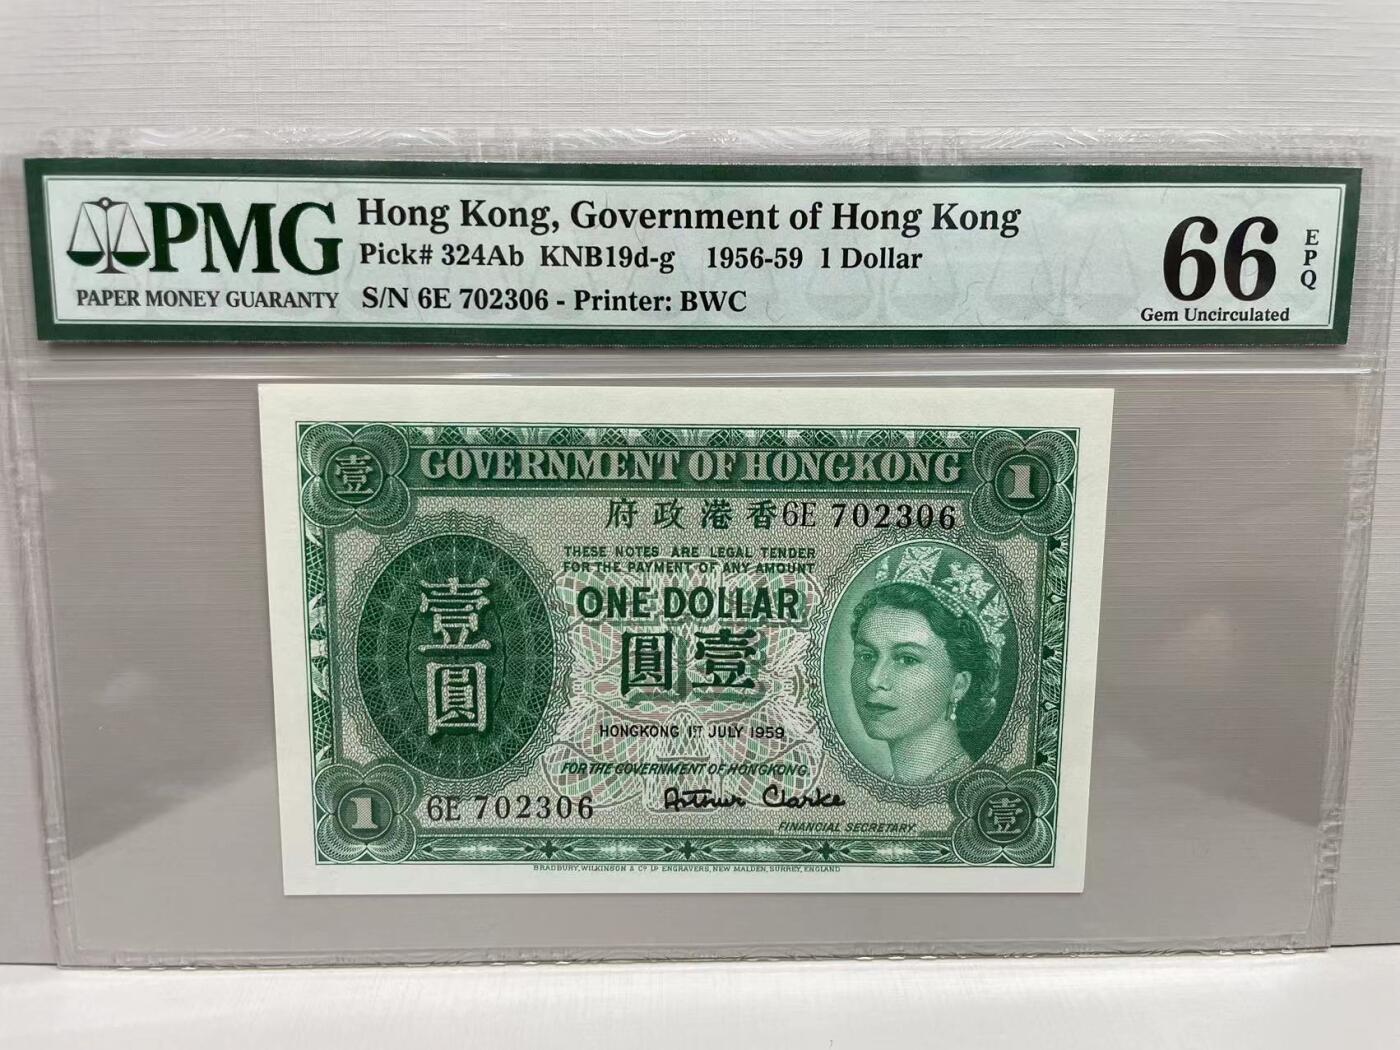 PMG
PAPER MONEY GUARANTY
Hong Kong, Government of Hong Kong
Pick# 324Ab KNB19d-g 1956-59 1 Dollar
S/N 6E 702306 - Printer: BWC
66
EPQ
Gem Uncirculated
壹
GOVERNMENT OF HONGKONG
1
府政港香
6E 702306
THESE NOTES ARE LEGAL TENDER
FOR THE PAYMENT OF ANY AMOUNT
ONE DOLLAR
圓壹
壹圓
HONGKONG 1ST JULY 1959
FOR THE GOVERNMENT OF HONGKONG.
1
6E 702306
Arthur Clarke
壹
FINANCIAL SECRETARY.
BRADBURY, WILKINSON & Cº Lᴰ ENGRAVERS, NEW MALDEN, SURREY, ENGLAND